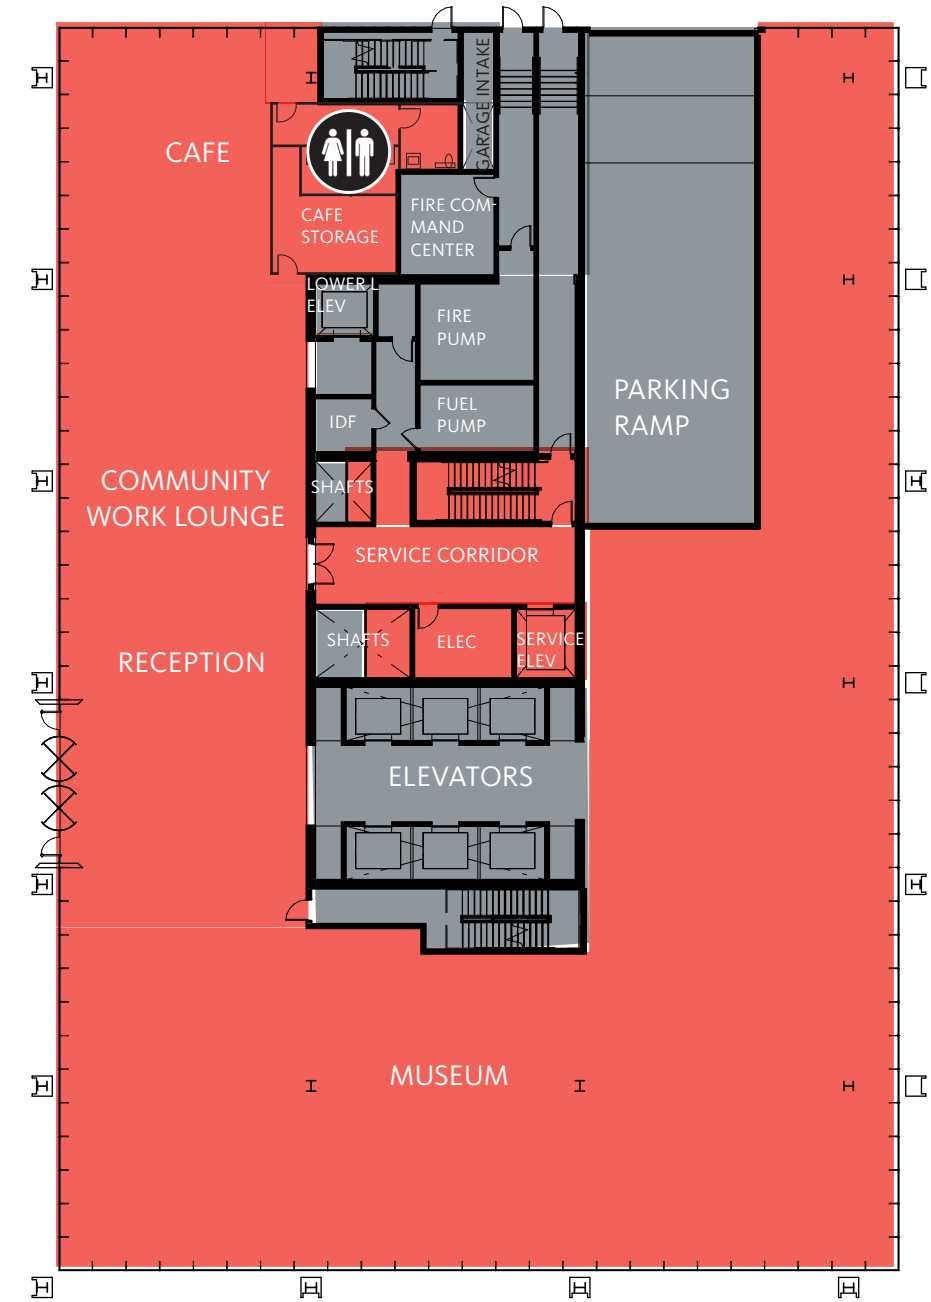 GARAGE INTAKE
CAFE
CAFE
STORAGE
FIRE COM-
MAND
CENTER
LOWER L
ELEV
FIRE
PUMP
PARKING
RAMP
IDF
FUEL
PUMP
COMMUNITY
WORK LOUNGE
SHAFTS
SERVICE CORRIDOR
RECEPTION
SHAFTS
ELEC
SERVICE
ELEV
ELEVATORS
MUSEUM